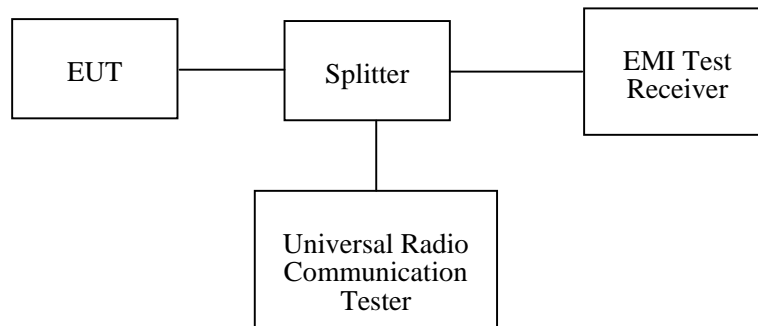 EUT
Splitter
EMI Test
Receiver
Universal Radio
Communication
Tester